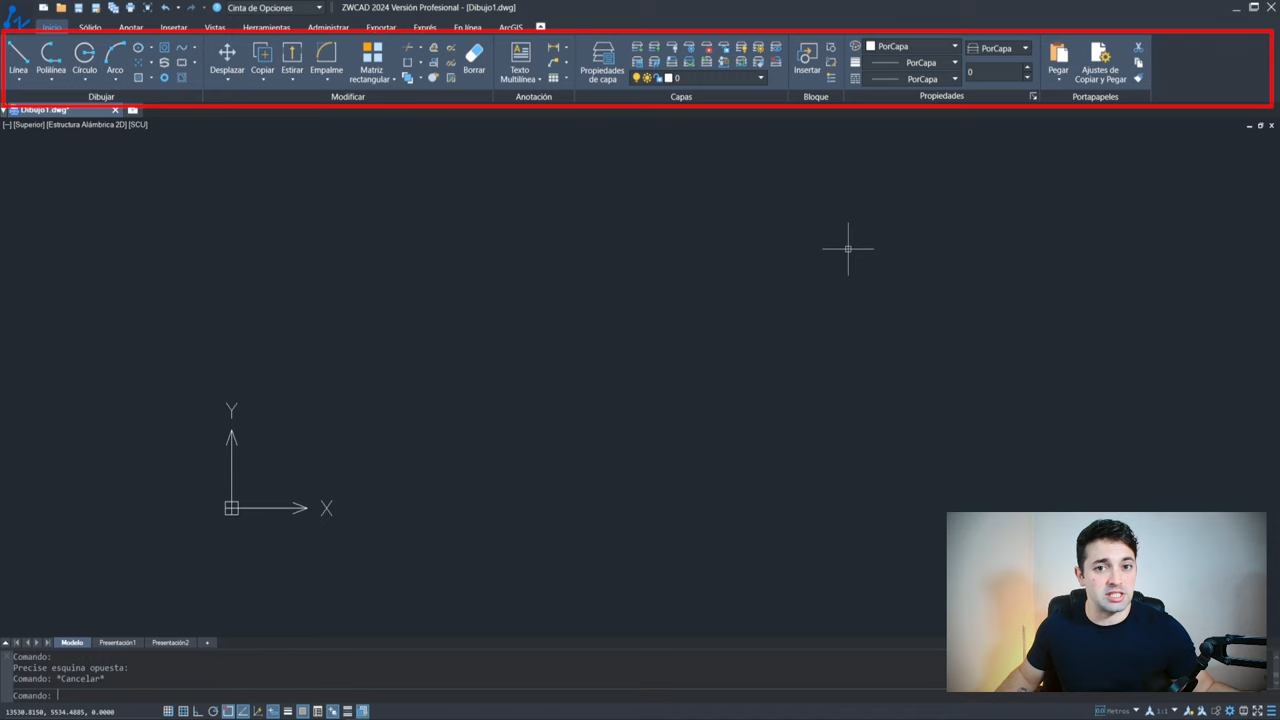 Cinta de Opciones
ZWCAD 2024 Versión Profesional - [Dibujo1.dwg]
Inicio Sólido Anotar Insertar Vistas Herramientas Administrar Exportar Exprés En línea ArcGIS
Línea Polilínea Círculo Arco
Desplazar Copiar Estirar Empalme Matriz rectangular Borrar
Texto Multilínea
Propiedades de capa
0
Insertar
PorCapa PorCapa
PorCapa
PorCapa 0
Pegar Ajustes de Copiar y Pegar
Dibujar Modificar Anotación Capas Bloque Propiedades Portapapeles
Dibujo1.dwg*
[—] [Superior] [Estructura Alámbrica 2D] [SCU]
Y
X
Modelo Presentación1 Presentación2 +
Comando:
Precise esquina opuesta:
Comando: *Cancelar*
Comando:
13530.8150, 5534.4885, 0.0000
Metros 1:1